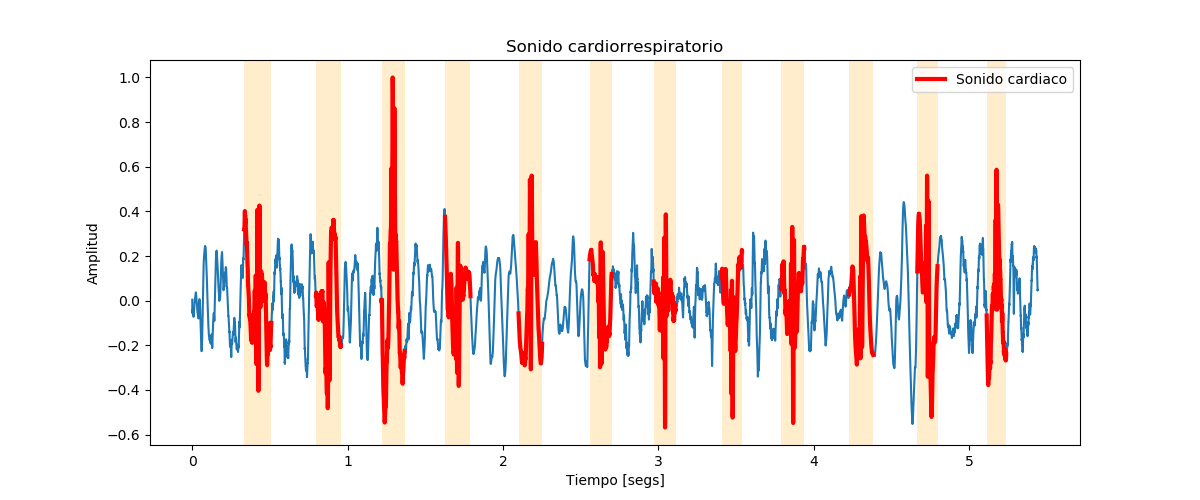 Sonido cardiorrespiratorio
Sonido cardiaco
Amplitud
1.0
0.8
0.6
0.4
0.2
0.0
−0.2
−0.4
−0.6
0 1 2 3 4 5
Tiempo [segs]